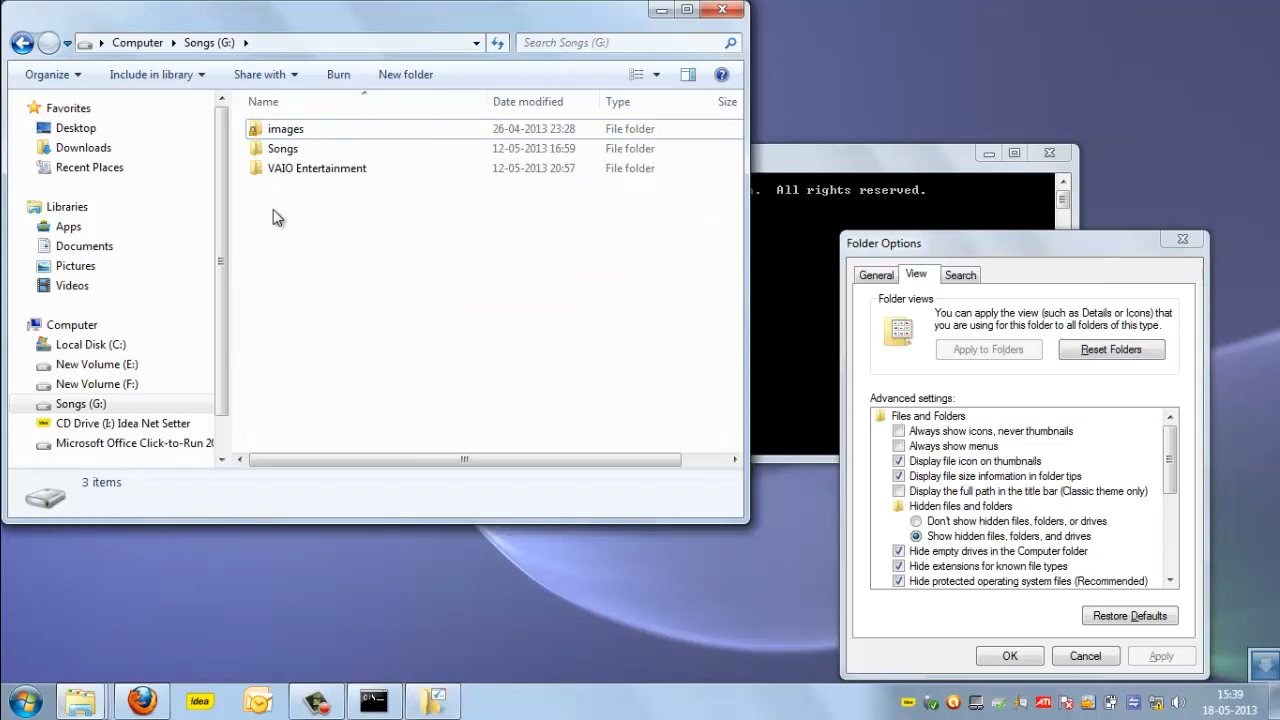 Computer Songs (G:)
Search Songs (G:)
Organize Include in library Share with Burn New folder
Favorites
Desktop
Downloads
Recent Places
Libraries
Apps
Documents
Pictures
Videos
Computer
Local Disk (C:)
New Volume (E:)
New Volume (F:)
Songs (G:)
CD Drive (I:) Idea Net Setter
Microsoft Office Click-to-Run 20
Name Date modified Type Size
images 26-04-2013 23:28 File folder
Songs 12-05-2013 16:59 File folder
VAIO Entertainment 12-05-2013 20:57 File folder
3 items
. All rights reserved.
Folder Options
General View Search
Folder views
You can apply the view (such as Details or Icons) that
you are using for this folder to all folders of this type.
Apply to Folders Reset Folders
Advanced settings:
Files and Folders
Always show icons, never thumbnails
Always show menus
Display file icon on thumbnails
Display file size information in folder tips
Display the full path in the title bar (Classic theme only)
Hidden files and folders
Don't show hidden files, folders, or drives
Show hidden files, folders, and drives
Hide empty drives in the Computer folder
Hide extensions for known file types
Hide protected operating system files (Recommended)
Restore Defaults
OK Cancel Apply
idea
idea
ATI
15:39
18-05-2013